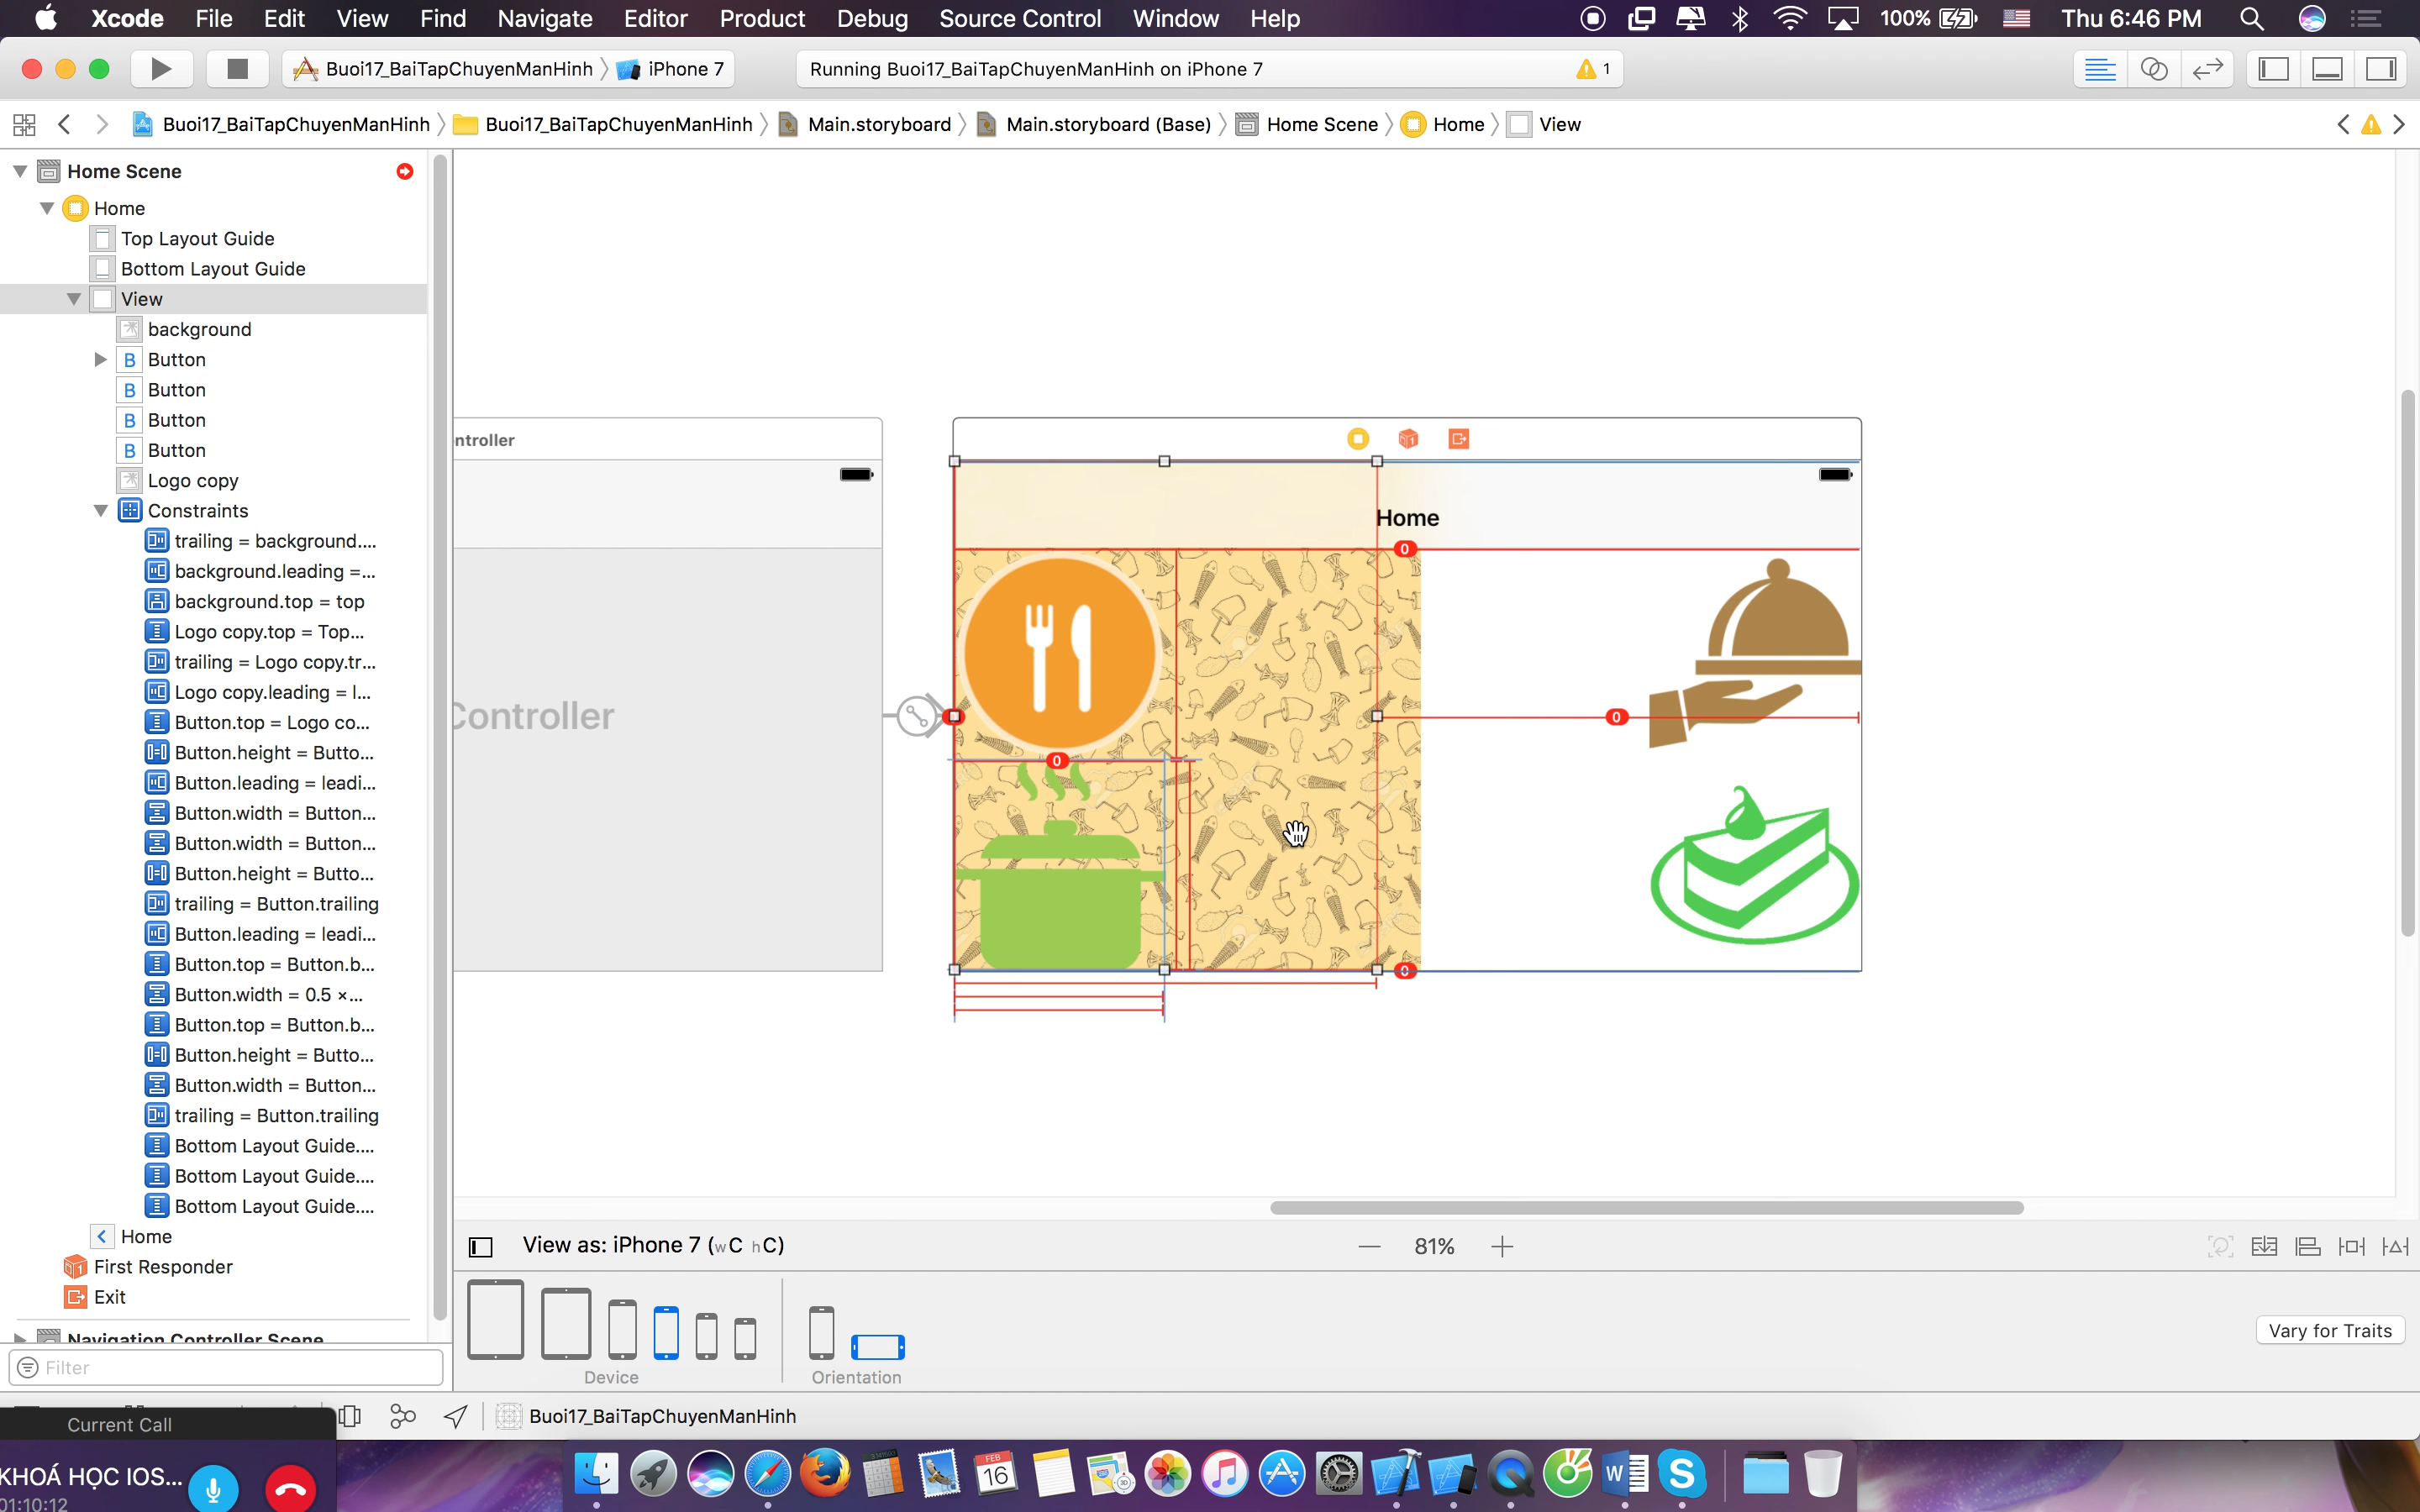 Xcode File Edit View Find Navigate Editor Product Debug Source Control Window Help 100% Thu 6:46 PM
Buoi17_BaiTapChuyenManHinh iPhone 7 Running Buoi17_BaiTapChuyenManHinh on iPhone 7 1
Buoi17_BaiTapChuyenManHinh Buoi17_BaiTapChuyenManHinh Main.storyboard Main.storyboard (Base) Home Scene Home View
Home Scene
Home
Top Layout Guide
Bottom Layout Guide
View
background
B Button
B Button
B Button
B Button
Logo copy
Constraints
trailing = background....
background.leading =...
background.top = top
Logo copy.top = Top...
trailing = Logo copy.tr...
Logo copy.leading = l...
Button.top = Logo co...
Button.height = Butto...
Button.leading = leadi...
Button.width = Button...
Button.width = Button...
Button.height = Butto...
trailing = Button.trailing
Button.leading = leadi...
Button.top = Button.b...
Button.width = 0.5 ×...
Button.top = Button.b...
Button.height = Butto...
Button.width = Button...
trailing = Button.trailing
Bottom Layout Guide....
Bottom Layout Guide....
Bottom Layout Guide....
Home
First Responder
Exit
Navigation Controller Scene
Filter
ntroller
Controller
Home
0
0
0
0
View as: iPhone 7 (wC hC)
81%
Device
Orientation
Vary for Traits
Buoi17_BaiTapChuyenManHinh
Current Call
KHOÁ HỌC IOS...
01:10:12
FEB
16
W
S